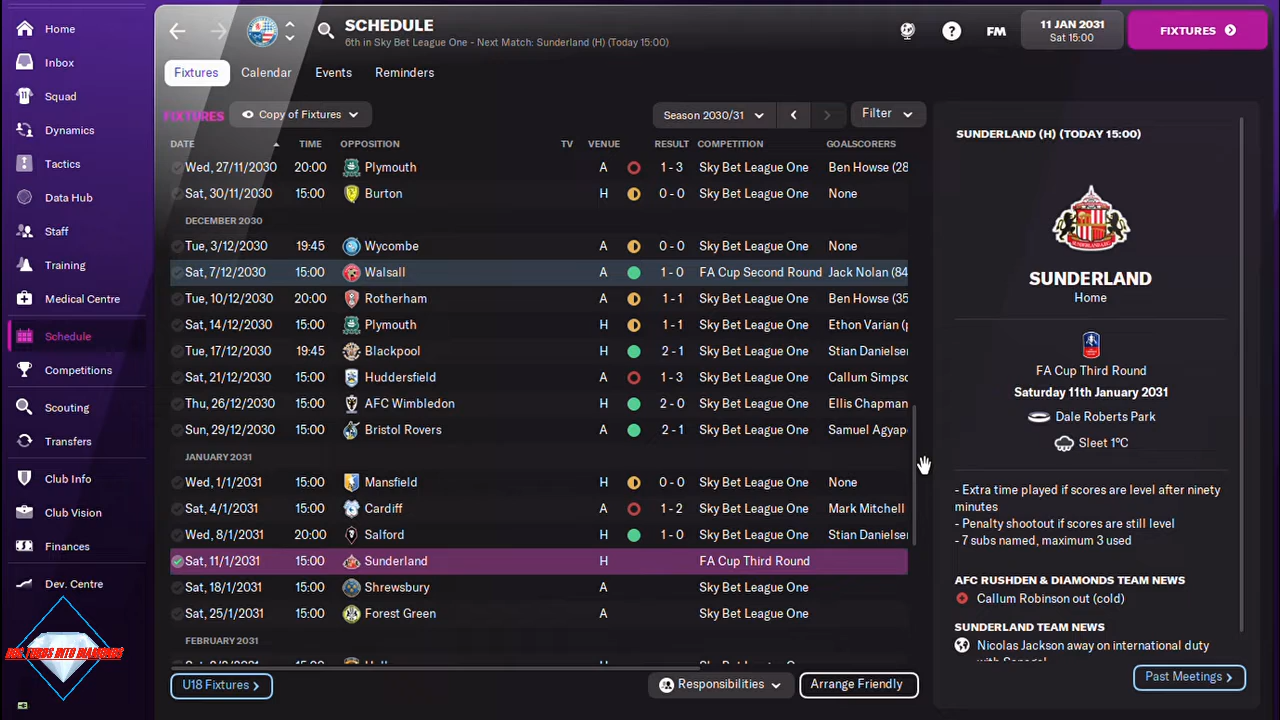 Home
Inbox
Squad
Dynamics
Tactics
Data Hub
Staff
Training
Medical Centre
Schedule
Competitions
Scouting
Transfers
Club Info
Club Vision
Finances
Dev. Centre
SCHEDULE
6th in Sky Bet League One - Next Match: Sunderland (H) (Today 15:00)
FM
11 JAN 2031
Sat 15:00
FIXTURES
Fixtures Calendar Events Reminders
FIXTURES Copy of Fixtures Season 2030/31 Filter
DATE TIME OPPOSITION TV VENUE RESULT COMPETITION GOALSCORERS
Wed, 27/11/2030 20:00 Plymouth A 1 - 3 Sky Bet League One Ben Howse (28
Sat, 30/11/2030 15:00 Burton H 0 - 0 Sky Bet League One None
DECEMBER 2030
Tue, 3/12/2030 19:45 Wycombe A 0 - 0 Sky Bet League One None
Sat, 7/12/2030 15:00 Walsall A 1 - 0 FA Cup Second Round Jack Nolan (84
Tue, 10/12/2030 20:00 Rotherham A 1 - 1 Sky Bet League One Ben Howse (35
Sat, 14/12/2030 15:00 Plymouth H 1 - 1 Sky Bet League One Ethon Varian (p
Tue, 17/12/2030 19:45 Blackpool H 2 - 1 Sky Bet League One Stian Danielsen
Sat, 21/12/2030 15:00 Huddersfield A 1 - 3 Sky Bet League One Callum Simpso
Thu, 26/12/2030 15:00 AFC Wimbledon H 2 - 0 Sky Bet League One Ellis Chapman
Sun, 29/12/2030 15:00 Bristol Rovers A 2 - 1 Sky Bet League One Samuel Agyap
JANUARY 2031
Wed, 1/1/2031 15:00 Mansfield H 0 - 0 Sky Bet League One None
Sat, 4/1/2031 15:00 Cardiff A 1 - 2 Sky Bet League One Mark Mitchell
Wed, 8/1/2031 20:00 Salford H 1 - 0 Sky Bet League One Stian Danielsen
Sat, 11/1/2031 15:00 Sunderland H FA Cup Third Round
Sat, 18/1/2031 15:00 Shrewsbury A Sky Bet League One
Sat, 25/1/2031 15:00 Forest Green A Sky Bet League One
FEBRUARY 2031
U18 Fixtures Responsibilities Arrange Friendly
SUNDERLAND (H) (TODAY 15:00)
SUNDERLAND
Home
FA Cup Third Round
Saturday 11th January 2031
Dale Roberts Park
Sleet 1ºC
- Extra time played if scores are level after ninety
minutes
- Penalty shootout if scores are still level
- 7 subs named, maximum 3 used
AFC RUSHDEN & DIAMONDS TEAM NEWS
Callum Robinson out (cold)
SUNDERLAND TEAM NEWS
Nicolas Jackson away on international duty
with Senegal
Past Meetings